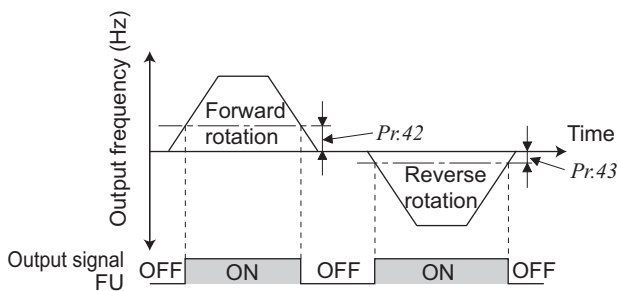 Output frequency (Hz)
Forward
rotation
Pr.42
Time
Pr.43
Reverse
rotation
Output signal
FU
OFF ON OFF ON OFF